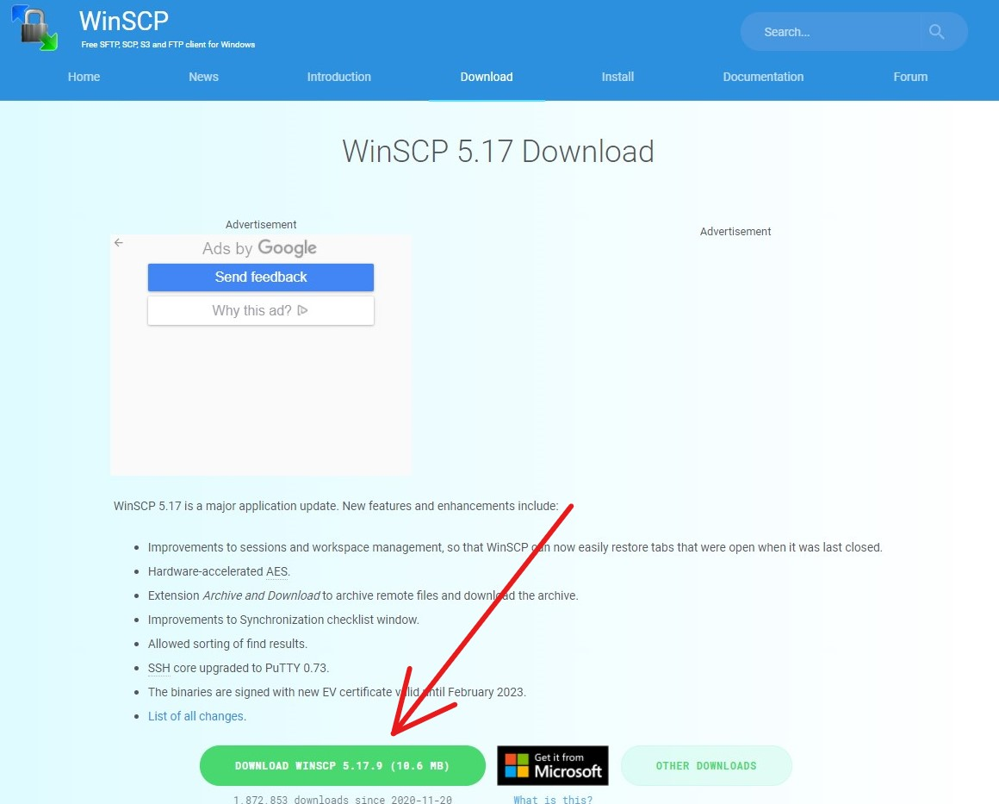 WinSCP
Free SFTP, SCP, S3 and FTP client for Windows
Search...
Home News Introduction Download Install Documentation Forum
WinSCP 5.17 Download
Advertisement
Advertisement
Ads by Google
Send feedback
Why this ad?
WinSCP 5.17 is a major application update. New features and enhancements include:
Improvements to sessions and workspace management, so that WinSCP can now easily restore tabs that were open when it was last closed.
Hardware-accelerated AES.
Extension Archive and Download to archive remote files and download the archive.
Improvements to Synchronization checklist window.
Allowed sorting of find results.
SSH core upgraded to PuTTY 0.73.
The binaries are signed with new EV certificate valid until February 2023.
List of all changes.
DOWNLOAD WINSCP 5.17.9 (10.6 MB)
Get it from
Microsoft
OTHER DOWNLOADS
1,872,853 downloads since 2020-11-20
What is this?